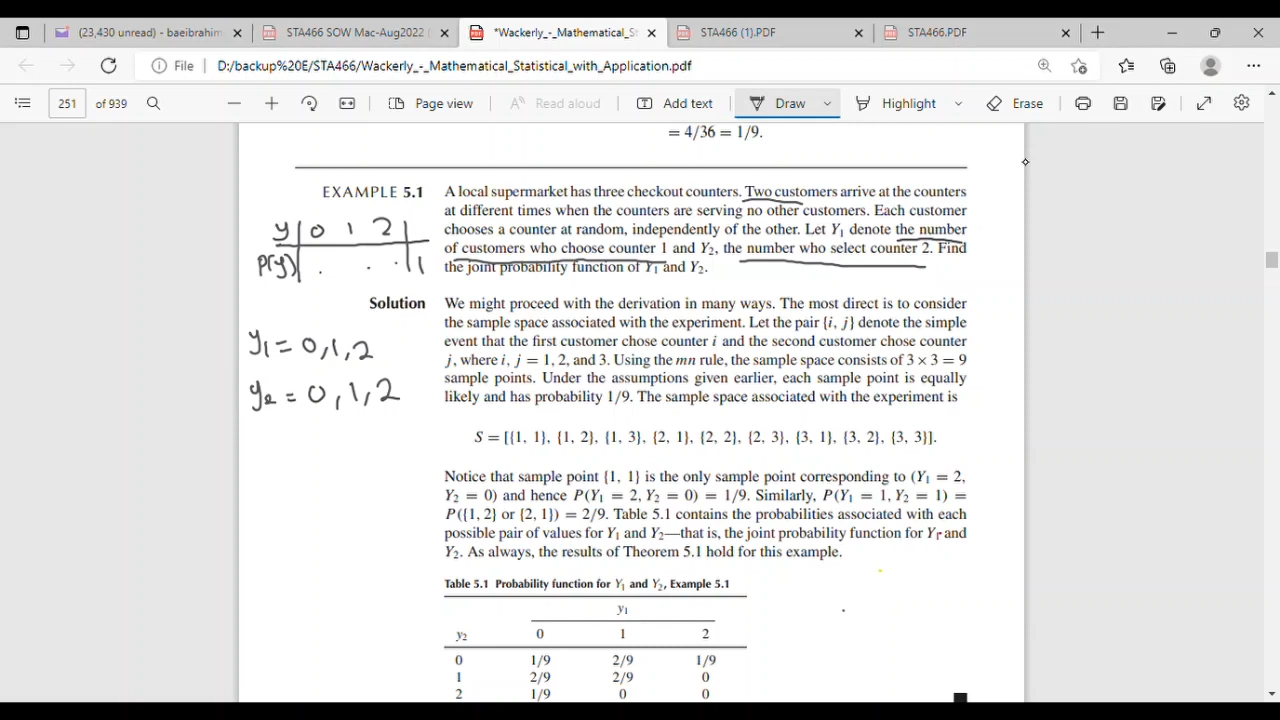 (23,430 unread) - baeibrahim
STA466 SOW Mac-Aug2022 (
*Wackerly_-_Mathematical_S
STA466 (1).PDF
STA466.PDF
File D:/backup%20E/STA466/Wackerly_-_Mathematical_Statistical_with_Application.pdf
251 of 939
Page view
Read aloud
Add text
Draw
Highlight
Erase
= 4/36 = 1/9.
EXAMPLE 5.1 A local supermarket has three checkout counters. Two customers arrive at the counters
at different times when the counters are serving no other customers. Each customer
chooses a counter at random, independently of the other. Let Y₁ denote the number
of customers who choose counter 1 and Y₂, the number who select counter 2. Find
the joint probability function of Y₁ and Y₂.
y 0 1 2
P(y) . . . 1
Solution We might proceed with the derivation in many ways. The most direct is to consider
the sample space associated with the experiment. Let the pair {i, j} denote the simple
event that the first customer chose counter i and the second customer chose counter
j, where i, j = 1, 2, and 3. Using the mn rule, the sample space consists of 3 × 3 = 9
sample points. Under the assumptions given earlier, each sample point is equally
likely and has probability 1/9. The sample space associated with the experiment is
y₁ = 0,1,2
y₂ = 0,1,2
S = [{1, 1}, {1, 2}, {1, 3}, {2, 1}, {2, 2}, {2, 3}, {3, 1}, {3, 2}, {3, 3}].
Notice that sample point {1, 1} is the only sample point corresponding to (Y₁ = 2,
Y₂ = 0) and hence P(Y₁ = 2, Y₂ = 0) = 1/9. Similarly, P(Y₁ = 1, Y₂ = 1) =
P({1, 2} or {2, 1}) = 2/9. Table 5.1 contains the probabilities associated with each
possible pair of values for Y₁ and Y₂—that is, the joint probability function for Y₁ and
Y₂. As always, the results of Theorem 5.1 hold for this example.
Table 5.1 Probability function for Y₁ and Y₂, Example 5.1
y₁
y₂ 0 1 2
0 1/9 2/9 1/9
1 2/9 2/9 0
2 1/9 0 0